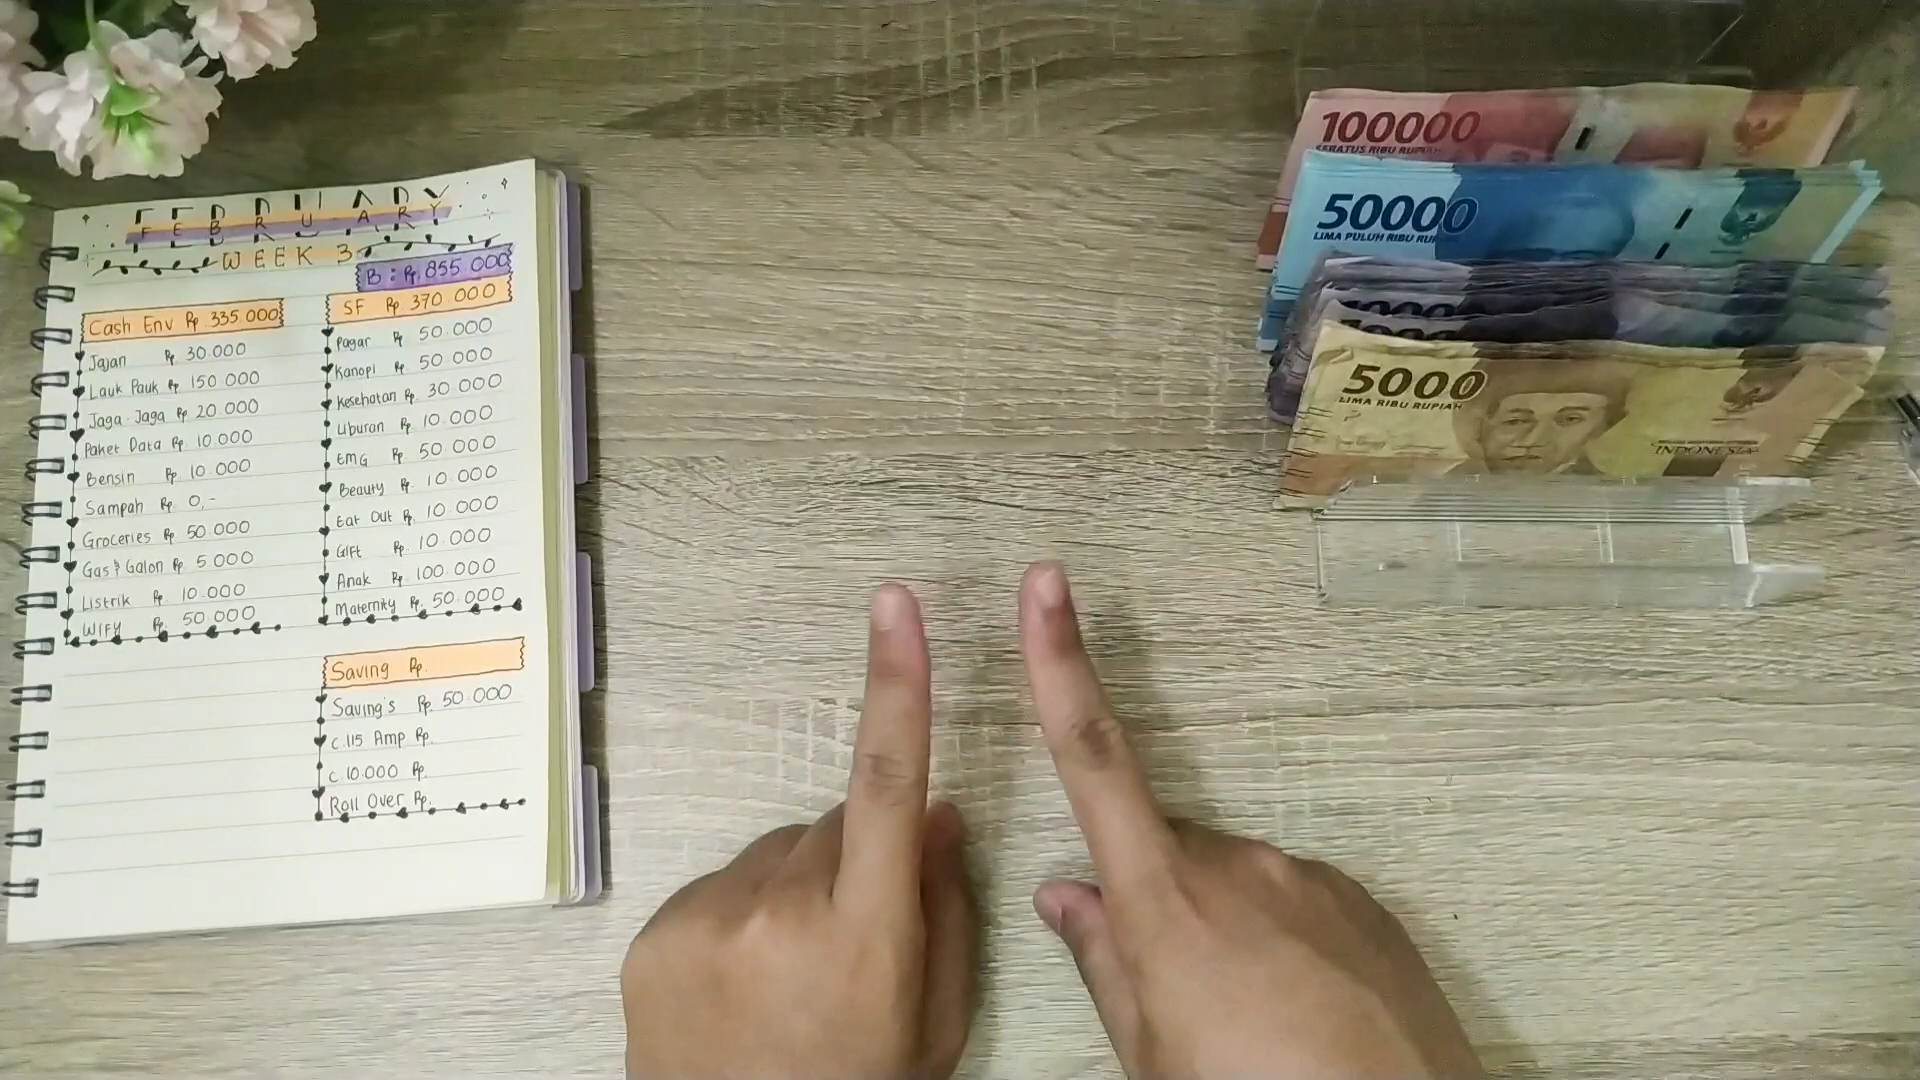 FEBRUARY
WEEK 3
B : Rp. 855.000
Cash Env Rp 335.000
Jajan Rp 30.000
Lauk Pauk Rp 150.000
Jaga-Jaga Rp 20.000
Paket Data Rp 10.000
Bensin Rp 10.000
Sampah Rp 0,-
Groceries Rp 50.000
Gas & Galon Rp 5.000
Listrik Rp 10.000
WIFY Rp. 50.000
SF Rp 370.000
Pagar Rp 50.000
Kanopi Rp. 50.000
Kesehatan Rp. 30.000
Liburan Rp. 10.000
EMG Rp. 50.000
Beauty Rp. 10.000
Eat Out Rp. 10.000
Gift Rp. 10.000
Anak Rp. 100.000
Maternity Rp. 50.000
Saving Rp.
Saving's Rp. 50.000
c. 115 Amp Rp.
c. 10.000 Rp.
Roll Over Rp.
100000
SERATUS RIBU RUPIAH
50000
LIMA PULUH RIBU RUPIAH
5000
LIMA RIBU RUPIAH
INDONESIA